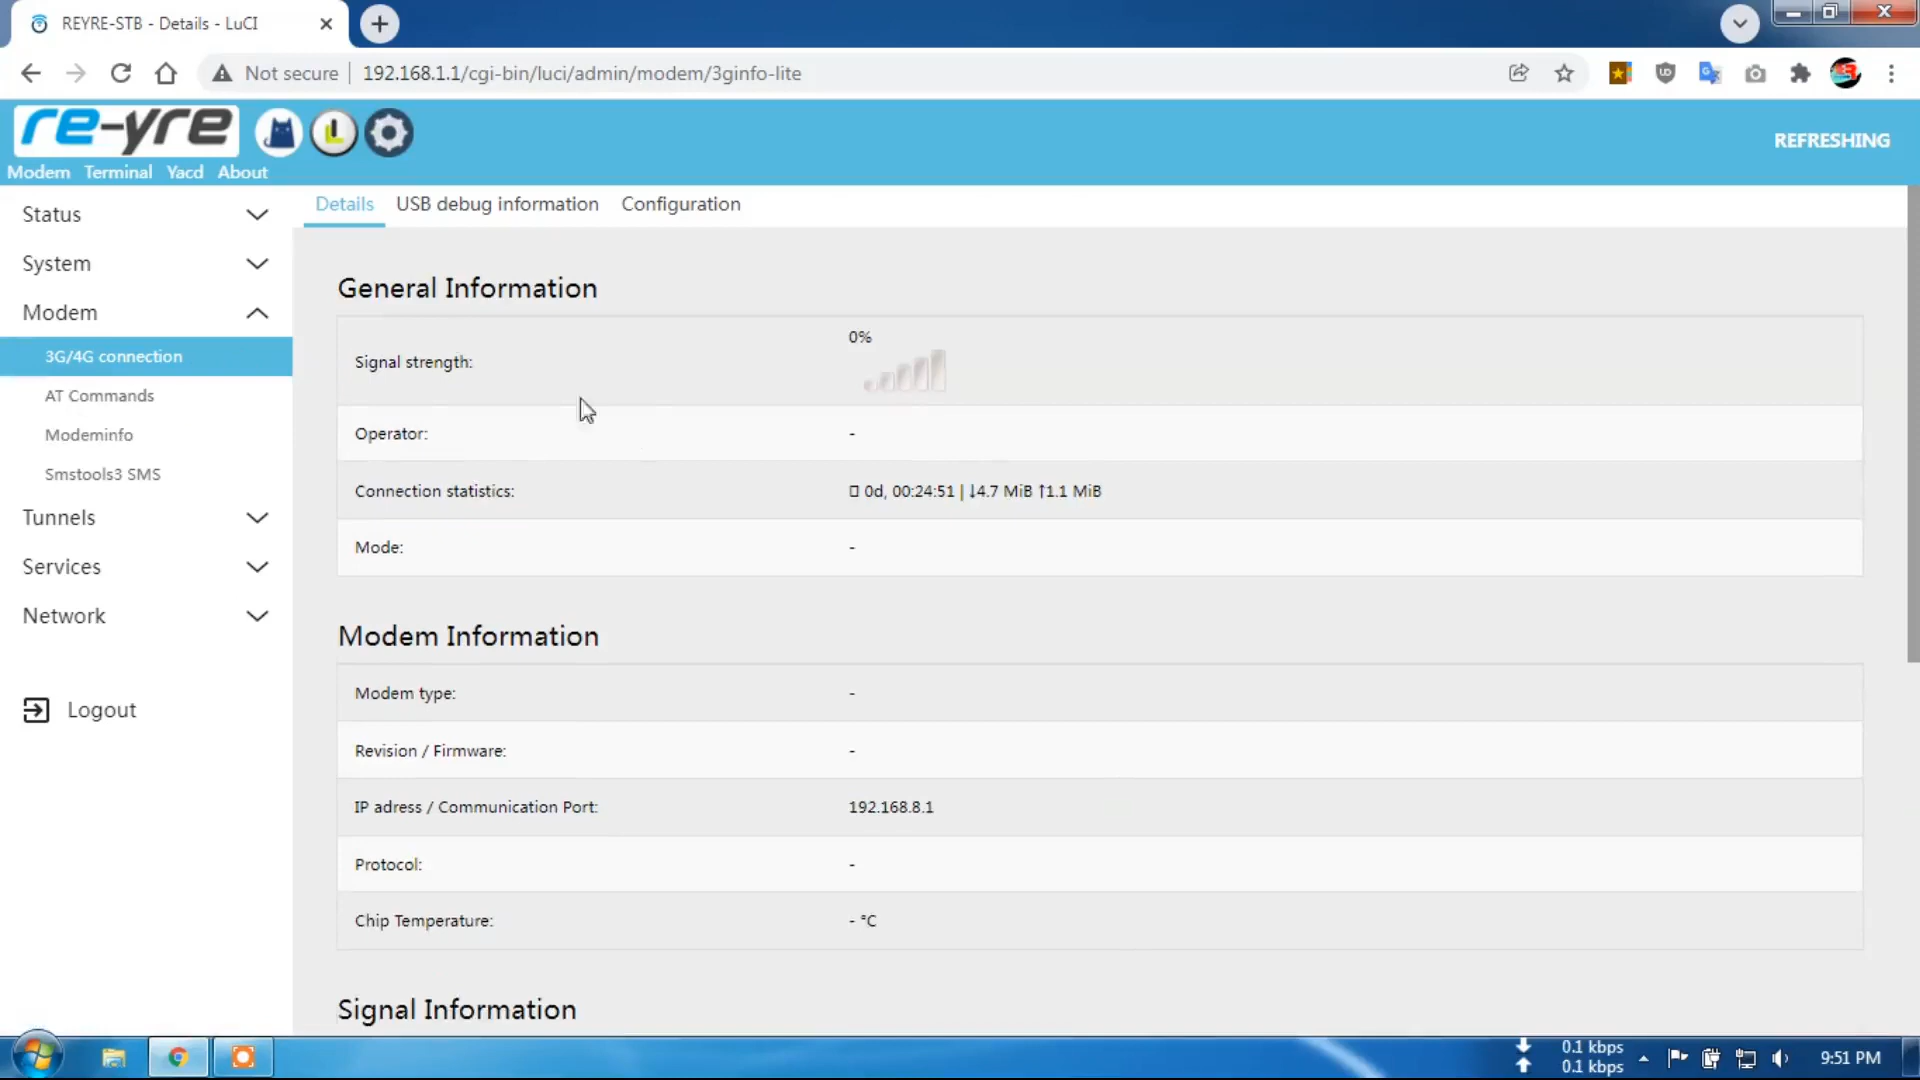 REYRE-STB - Details - LuCI
Not secure | 192.168.1.1/cgi-bin/luci/admin/modem/3ginfo-lite
re-yre
REFRESHING
Modem Terminal Yacd About
Status
System
Modem
3G/4G connection
AT Commands
Modeminfo
Smstools3 SMS
Tunnels
Services
Network
Logout
Details USB debug information Configuration
General Information
0%
Signal strength:
Operator: -
Connection statistics: 0d, 00:24:51 | ↓4.7 MiB ↑1.1 MiB
Mode: -
Modem Information
Modem type: -
Revision / Firmware: -
IP adress / Communication Port: 192.168.8.1
Protocol: -
Chip Temperature: - °C
Signal Information
0.1 kbps
0.1 kbps
9:51 PM